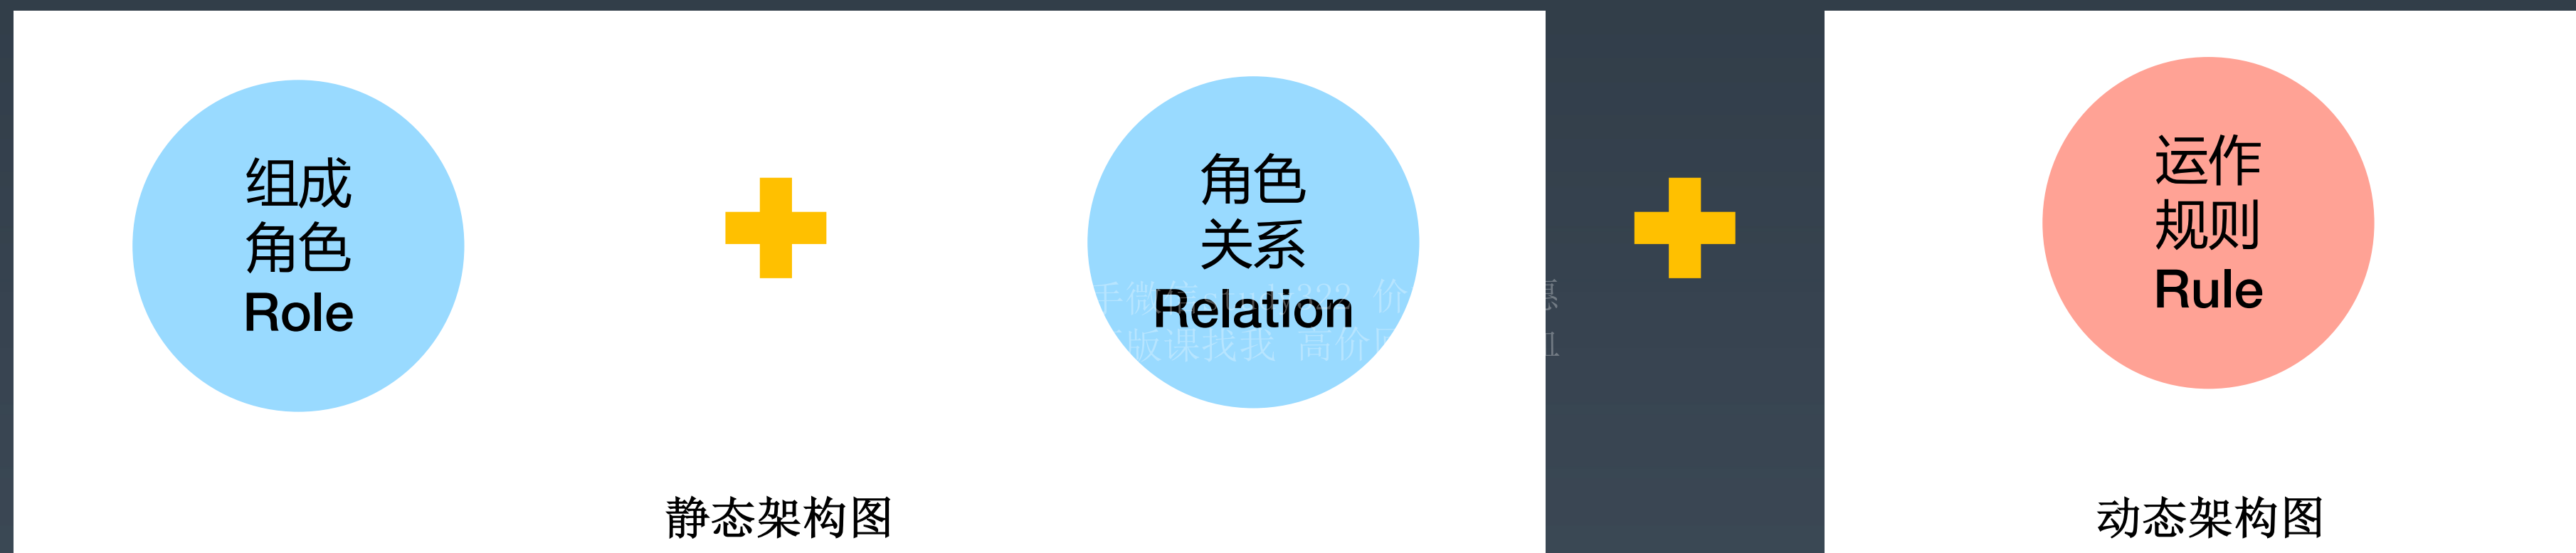 组成
角色
Role
角色
关系
Relation
运作
规则
Rule
静态架构图
动态架构图